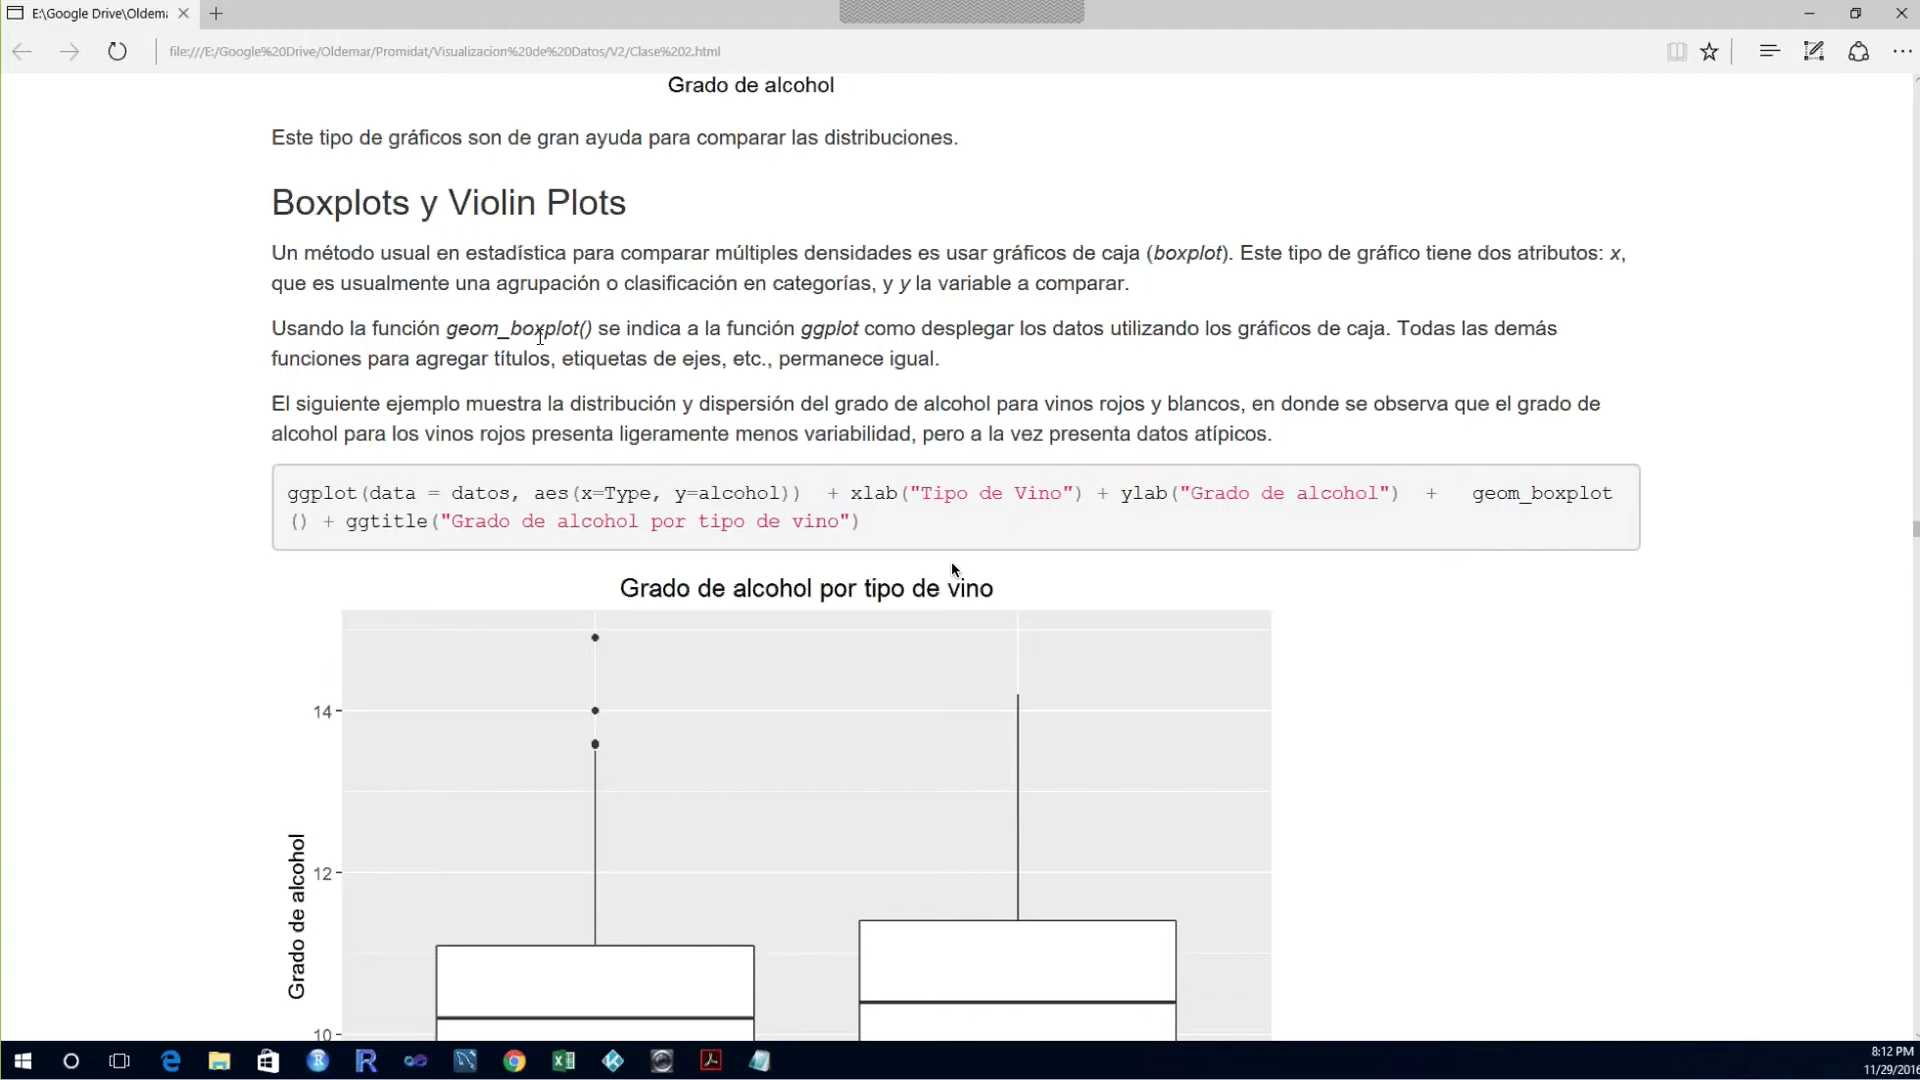 E:\Google Drive\Oldema
file:///E:/Google%20Drive/Oldemar/Promidat/Visualizacion%20de%20Datos/V2/Clase%202.html
Grado de alcohol
Este tipo de gráficos son de gran ayuda para comparar las distribuciones.
Boxplots y Violin Plots
Un método usual en estadística para comparar múltiples densidades es usar gráficos de caja (boxplot). Este tipo de gráfico tiene dos atributos: x,
que es usualmente una agrupación o clasificación en categorías, y y la variable a comparar.
Usando la función geom_boxplot() se indica a la función ggplot como desplegar los datos utilizando los gráficos de caja. Todas las demás
funciones para agregar títulos, etiquetas de ejes, etc., permanece igual.
El siguiente ejemplo muestra la distribución y dispersión del grado de alcohol para vinos rojos y blancos, en donde se observa que el grado de
alcohol para los vinos rojos presenta ligeramente menos variabilidad, pero a la vez presenta datos atípicos.
ggplot(data = datos, aes(x=Type, y=alcohol)) + xlab("Tipo de Vino") + ylab("Grado de alcohol") + geom_boxplot
() + ggtitle("Grado de alcohol por tipo de vino")
Grado de alcohol por tipo de vino
14
12
Grado de alcohol
10
8:12 PM
11/29/2016